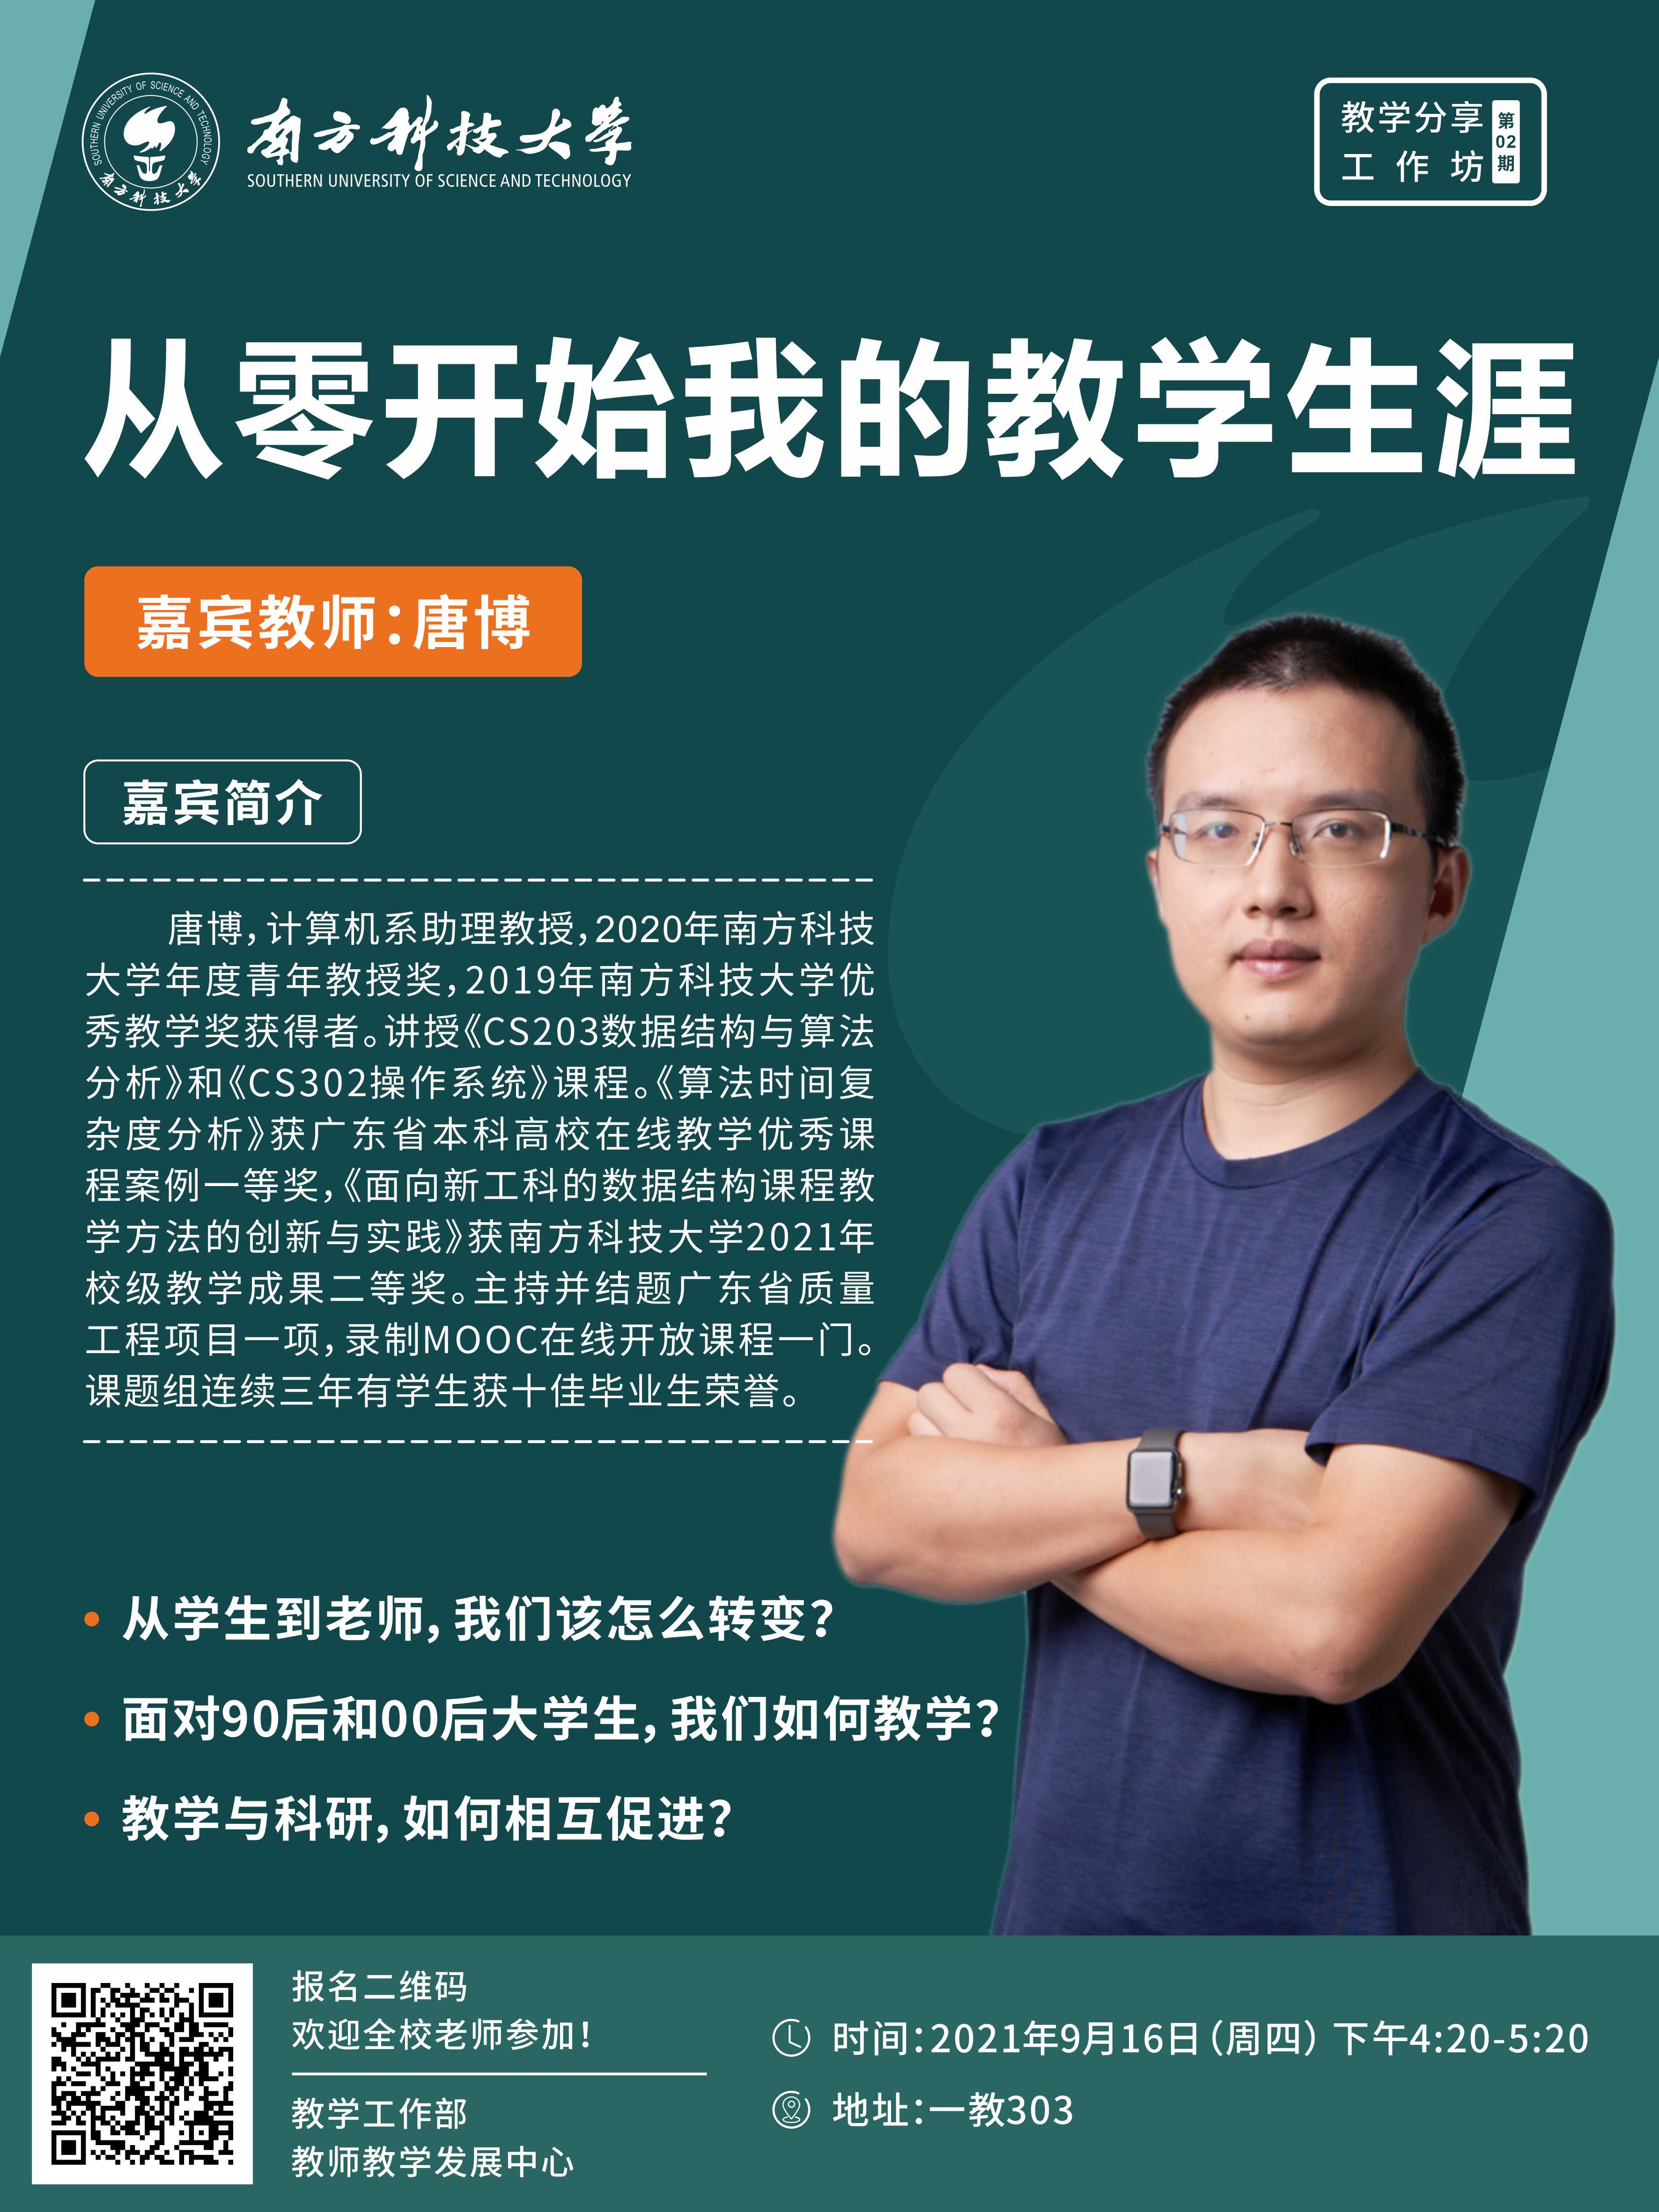 SOUTHERN UNIVERSITY OF SCIENCE AND TECHNOLOGY
南方科技大学
南方科技大学
SOUTHERN UNIVERSITY OF SCIENCE AND TECHNOLOGY
教学分享
工作坊
第02期
从零开始我的教学生涯
嘉宾教师：唐博
嘉宾简介
唐博，计算机系助理教授，2020年南方科技
大学年度青年教授奖，2019年南方科技大学优
秀教学奖获得者。讲授《CS203数据结构与算法
分析》和《CS302操作系统》课程。《算法时间复
杂度分析》获广东省本科高校在线教学优秀课
程案例一等奖，《面向新工科的数据结构课程教
学方法的创新与实践》获南方科技大学2021年
校级教学成果二等奖。主持并结题广东省质量
工程项目一项，录制MOOC在线开放课程一门。
课题组连续三年有学生获十佳毕业生荣誉。
从学生到老师，我们该怎么转变？
面对90后和00后大学生，我们如何教学？
教学与科研，如何相互促进？
报名二维码
欢迎全校老师参加！
教学工作部
教师教学发展中心
时间：2021年9月16日（周四）下午4:20-5:20
地址：一教303